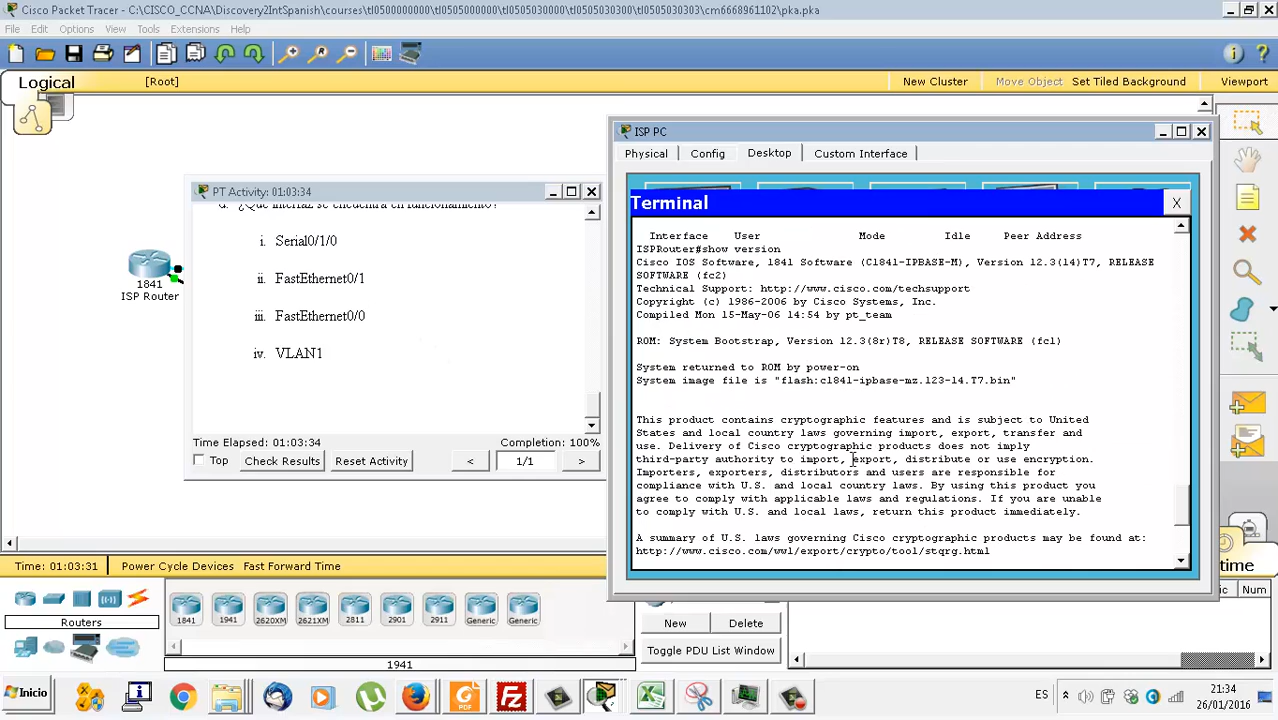 Cisco Packet Tracer - C:\CISCO_CCNA\Discovery2IntSpanish\courses\tl0500000000\tl0505000000\tl0505030000\tl0505030303\cm6668961102\pka.pka
File Edit View Tools Extensions Help
Logical [Root] New Cluster Move Object Set Tiled Background Viewport
1841
ISP Router
PT Activity: 01:03:34
d. ¿Qué interfaz se encuentra en funcionamiento?
i. Serial0/1/0
ii. FastEthernet0/1
iii. FastEthernet0/0
iv. VLAN1
Time Elapsed: 01:03:34 Completion: 100%
Top Check Results Reset Activity < 1/1 >
ISP PC
Physical Config Desktop Custom Interface
Terminal X
Interface User Mode Idle Peer Address
ISPRouter#show version
Cisco IOS Software, 1841 Software (C1841-IPBASE-M), Version 12.3(14)T7, RELEASE
SOFTWARE (fc2)
Technical Support: http://www.cisco.com/techsupport
Copyright (c) 1986-2006 by Cisco Systems, Inc.
Compiled Mon 15-May-06 14:54 by pt_team
ROM: System Bootstrap, Version 12.3(8r)T8, RELEASE SOFTWARE (fc1)
System returned to ROM by power-on
System image file is "flash:c1841-ipbase-mz.123-14.T7.bin"
This product contains cryptographic features and is subject to United
States and local country laws governing import, export, transfer and
use. Delivery of Cisco cryptographic products does not imply
third-party authority to import, export, distribute or use encryption.
Importers, exporters, distributors and users are responsible for
compliance with U.S. and local country laws. By using this product you
agree to comply with applicable laws and regulations. If you are unable
to comply with U.S. and local laws, return this product immediately.
A summary of U.S. laws governing Cisco cryptographic products may be found at:
http://www.cisco.com/wwl/export/crypto/tool/stqrg.html
Time: 01:03:31 Power Cycle Devices Fast Forward Time
time
Routers
1841 1941 2620XM 2621XM 2811 2901 2911 Generic Generic
1941
New Delete
Toggle PDU List Window
ic Num
Inicio
ES
21:34
26/01/2016